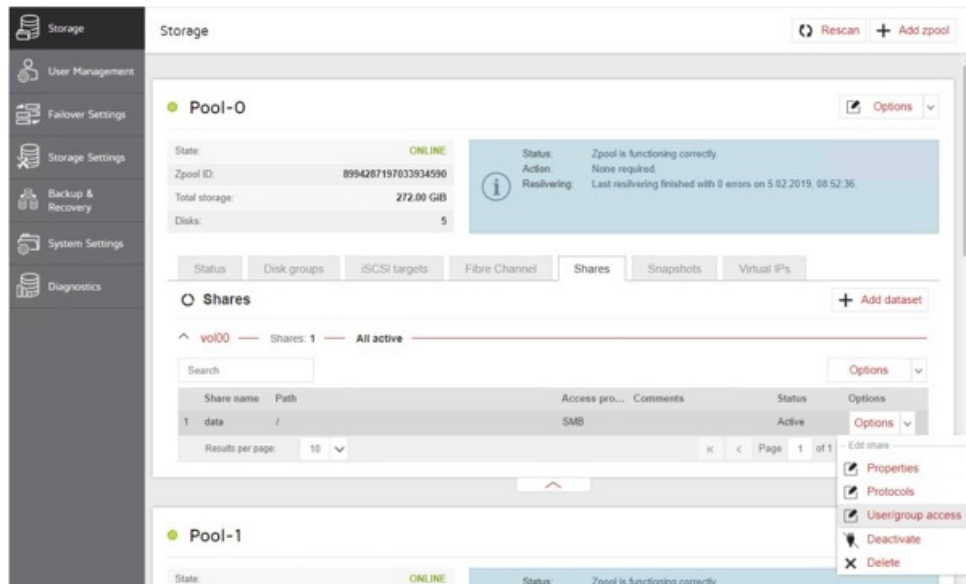 Storage
User Management
Failover Settings
Storage Settings
Backup &
Recovery
System Settings
Diagnostics
Storage
Rescan
Add zpool
Pool-0
Options
State: ONLINE
Zpool ID: 8994287197033934590
Total storage: 272.00 GiB
Disks: 5
Status: Zpool is functioning correctly.
Action: None required.
Resilvering: Last resilvering finished with 0 errors on 5.02.2019, 08:52:36.
Status Disk groups iSCSI targets Fibre Channel Shares Snapshots Virtual IPs
Shares
Add dataset
vol00 Shares: 1 All active
Search
Options
Share name Path Access pro... Comments Status Options
1 data / SMB Active Options
Results per page: 10 Page 1 of 1
Edit share
Properties
Protocols
User/group access
Deactivate
Delete
Pool-1
State: ONLINE
Status: Zpool is functioning correctly.